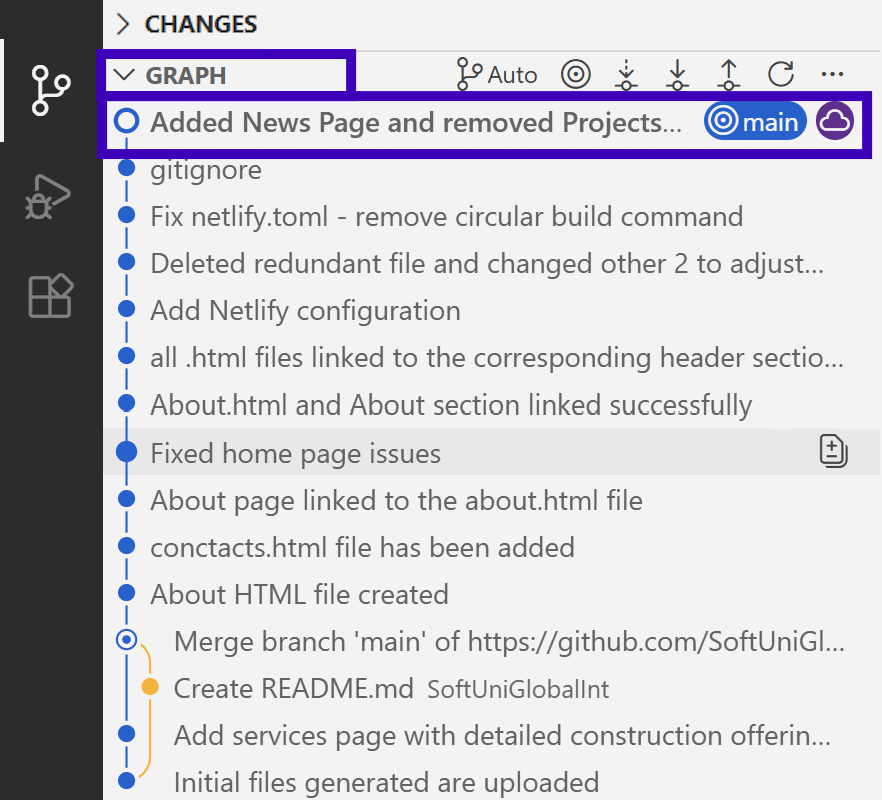 CHANGES
GRAPH Auto ...
Added News Page and removed Projects... main
gitignore
Fix netlify.toml - remove circular build command
Deleted redundant file and changed other 2 to adjust...
Add Netlify configuration
all .html files linked to the corresponding header sectio...
About.html and About section linked successfully
Fixed home page issues
About page linked to the about.html file
conctacts.html file has been added
About HTML file created
Merge branch 'main' of https://github.com/SoftUniGl...
Create README.md SoftUniGlobalInt
Add services page with detailed construction offerin...
Initial files generated are uploaded